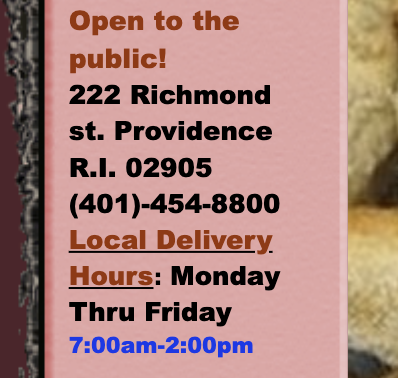 Open to the
public!
222 Richmond
st. Providence
R.I. 02905
(401)-454-8800
Local Delivery
Hours: Monday
Thru Friday
7:00am-2:00pm